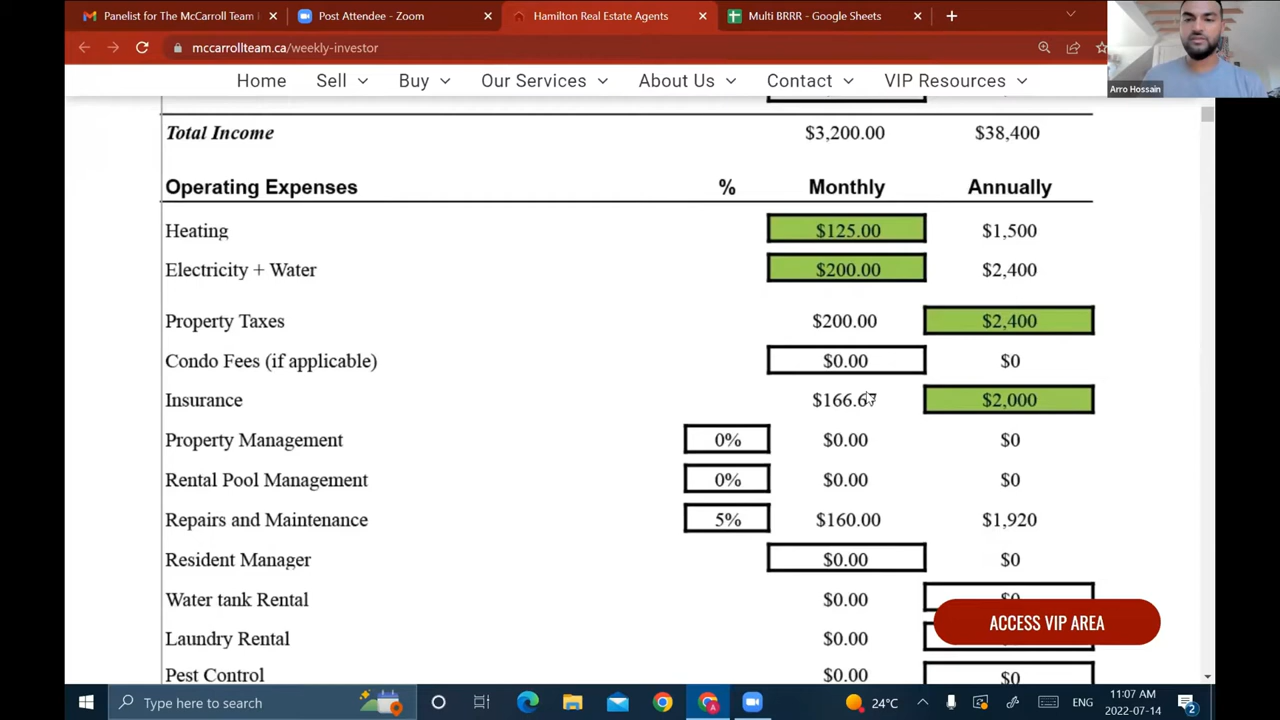 Panelist for The McCarroll Team
Post Attendee - Zoom
Hamilton Real Estate Agents
Multi BRRR - Google Sheets
mccarrollteam.ca/weekly-investor
Home Sell Buy Our Services About Us Contact VIP Resources
Arro Hossain
Total Income $3,200.00 $38,400
Operating Expenses % Monthly Annually
Heating $125.00 $1,500
Electricity + Water $200.00 $2,400
Property Taxes $200.00 $2,400
Condo Fees (if applicable) $0.00 $0
Insurance $166.67 $2,000
Property Management 0% $0.00 $0
Rental Pool Management 0% $0.00 $0
Repairs and Maintenance 5% $160.00 $1,920
Resident Manager $0.00 $0
Water tank Rental $0.00 $0
ACCESS VIP AREA
Laundry Rental $0.00
Pest Control $0.00 $0
Type here to search
24°C
ENG
11:07 AM
2022-07-14
2